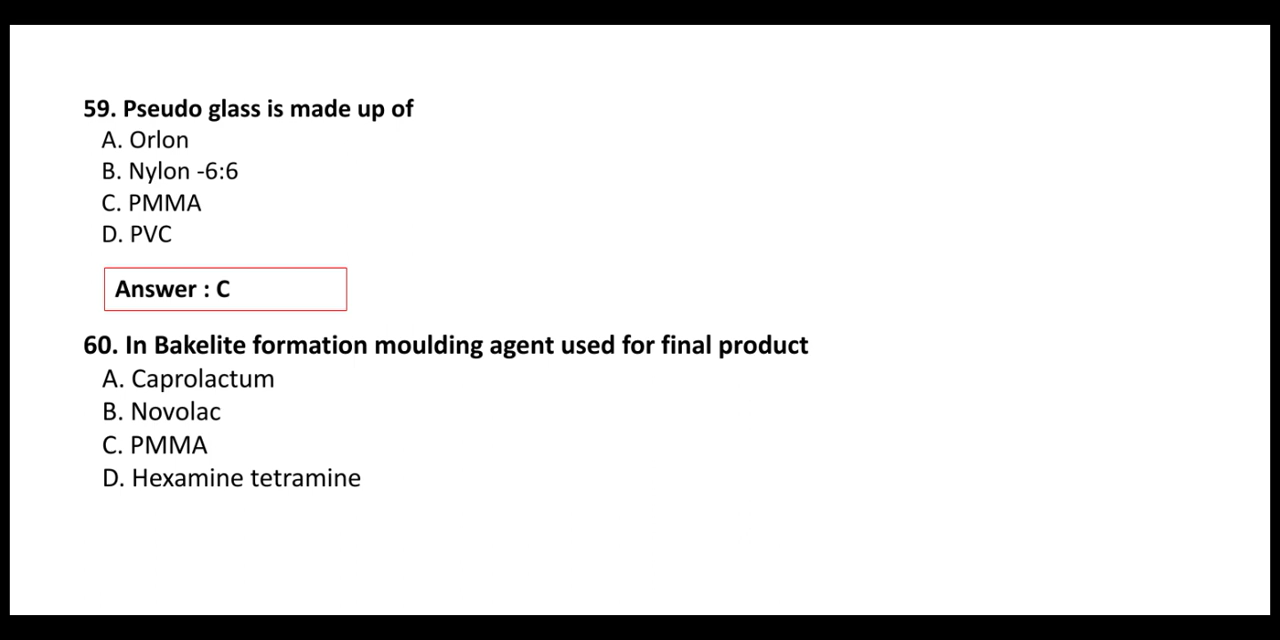 59. Pseudo glass is made up of
A. Orlon
B. Nylon -6:6
C. PMMA
D. PVC
Answer : C
60. In Bakelite formation moulding agent used for final product
A. Caprolactum
B. Novolac
C. PMMA
D. Hexamine tetramine